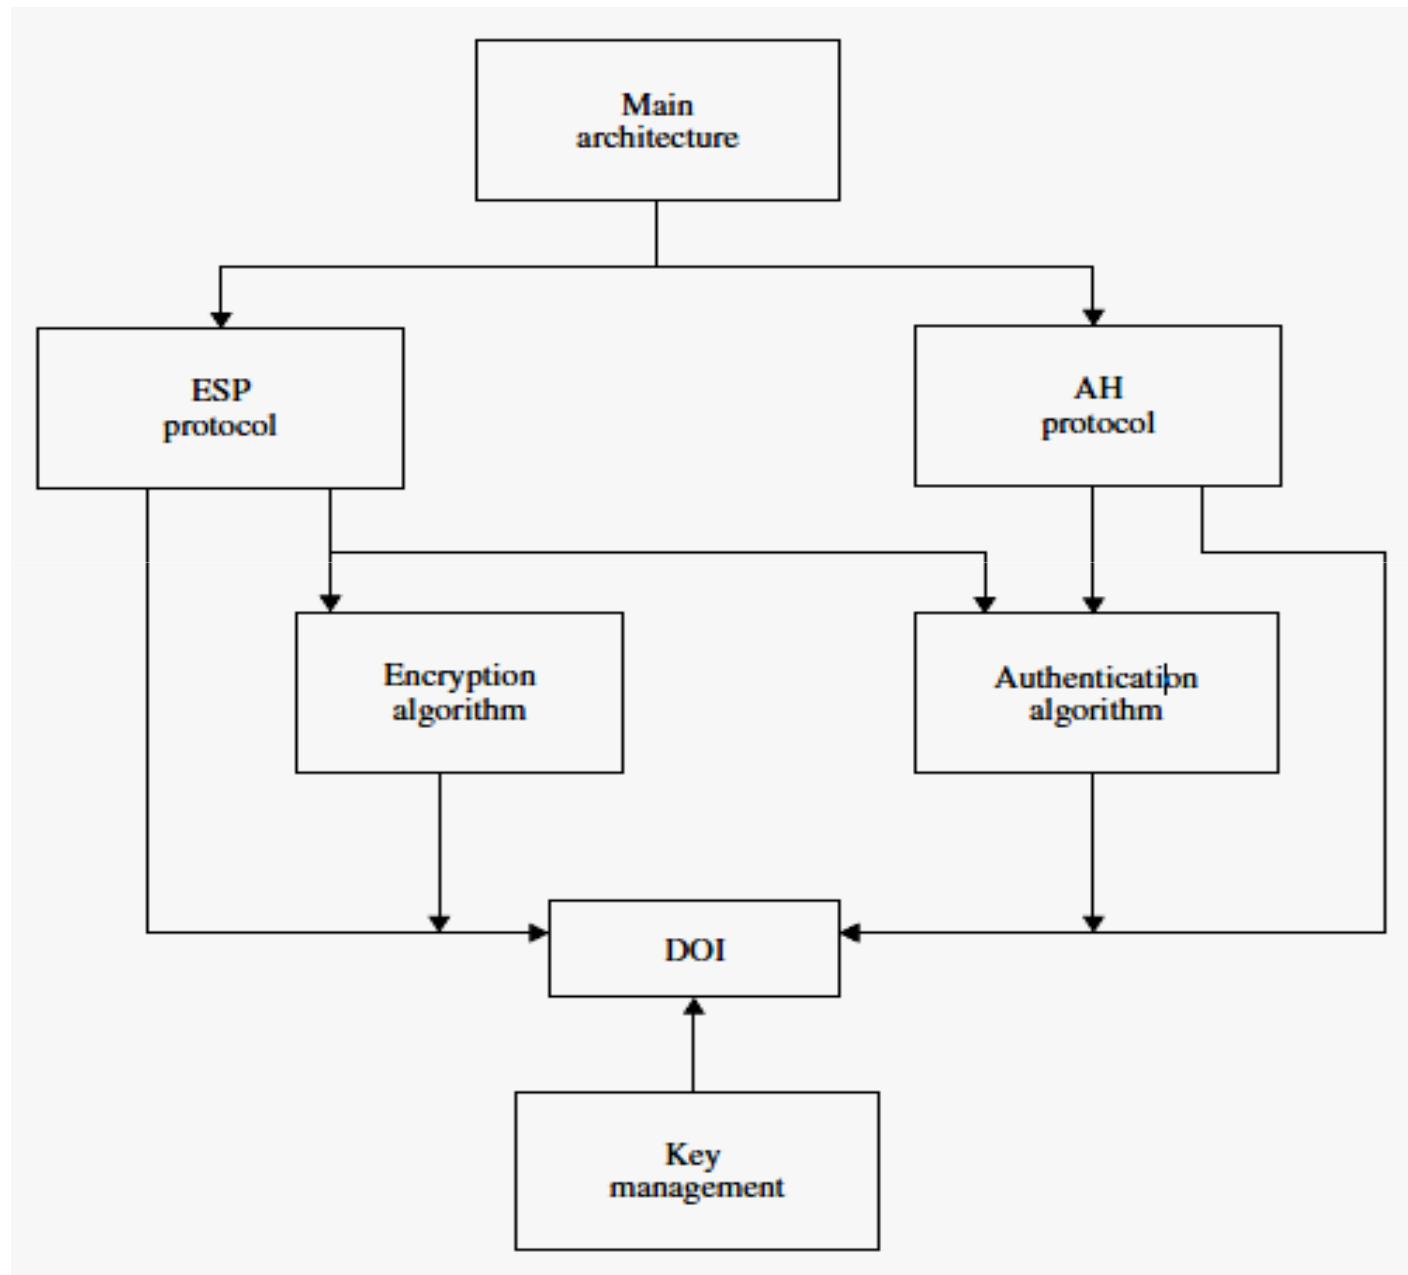 Main
architecture
ESP
protocol
AH
protocol
Encryption
algorithm
Authentication
algorithm
DOI
Key
management